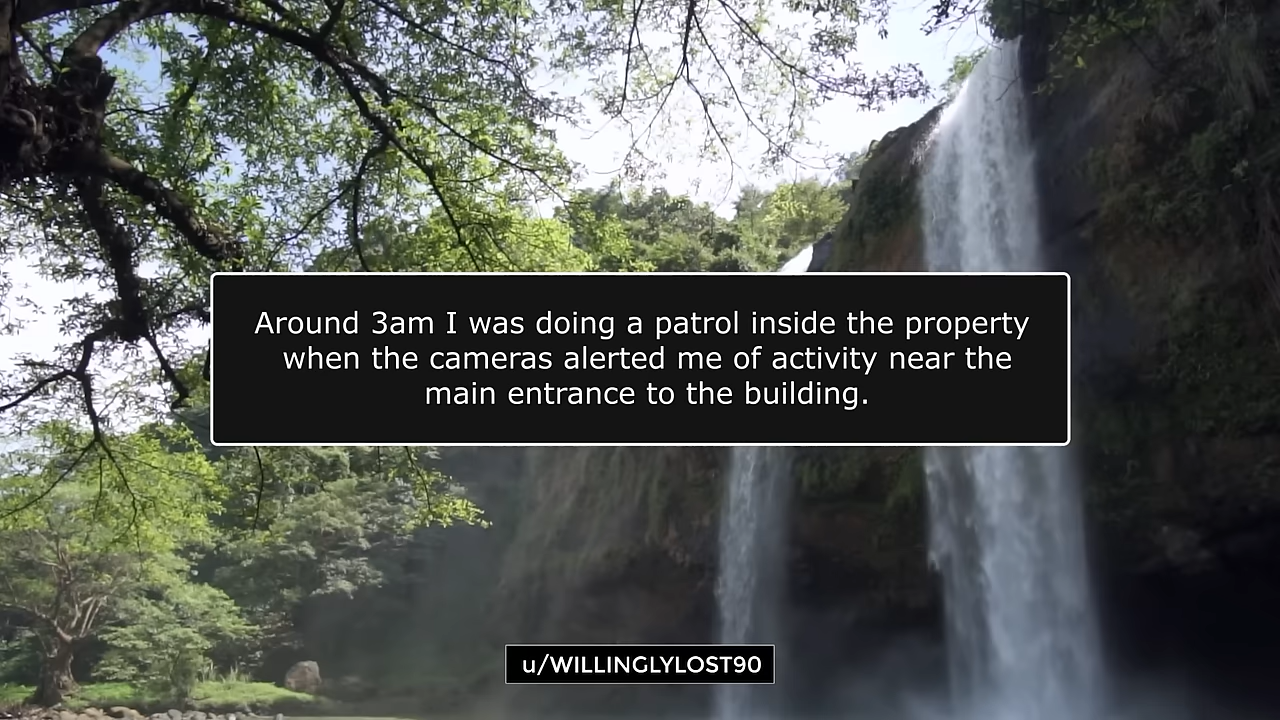 Around 3am I was doing a patrol inside the property
when the cameras alerted me of activity near the
main entrance to the building.
u/WILLINGLYLOST90